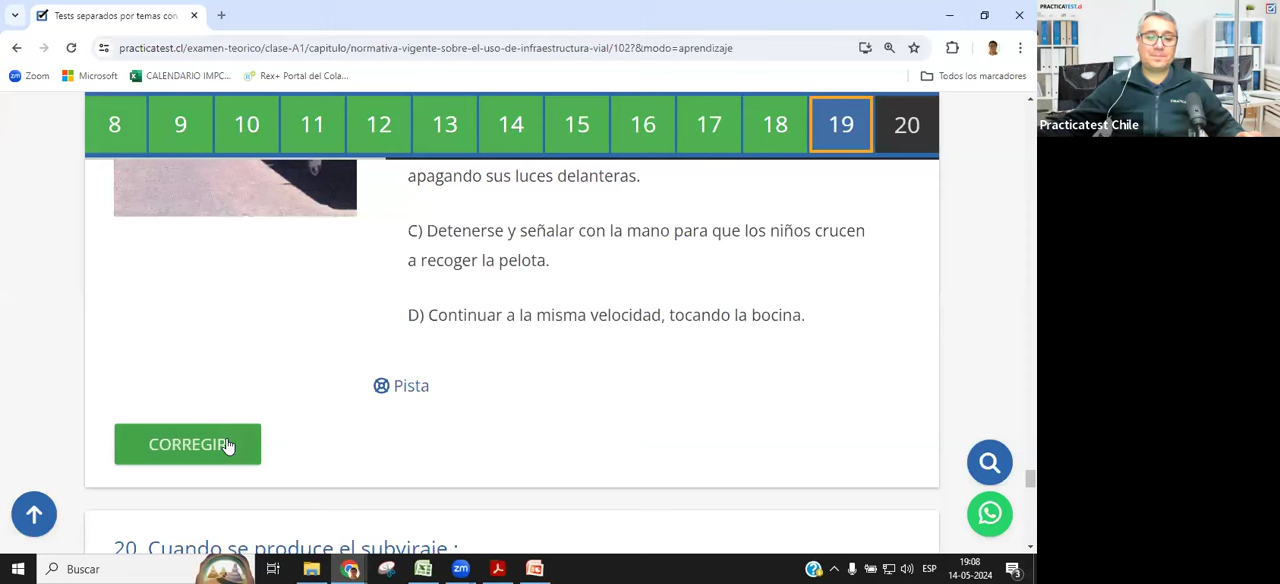 Tests separados por temas con
practicatest.cl/examen-teorico/clase-A1/capitulo/normativa-vigente-sobre-el-uso-de-infraestructura-vial/102?&modo=aprendizaje
Zoom
Microsoft
CALENDARIO IMPC...
Rex+ Portal del Cola...
Todos los marcadores
8 9 10 11 12 13 14 15 16 17 18 19 20
apagando sus luces delanteras.
C) Detenerse y señalar con la mano para que los niños crucen
a recoger la pelota.
D) Continuar a la misma velocidad, tocando la bocina.
Pista
CORREGIR
20. Cuando se produce el subviraje :
PRACTICATEST.cl
Practicatest Chile
Buscar
ESP
19:08
14-05-2024
3